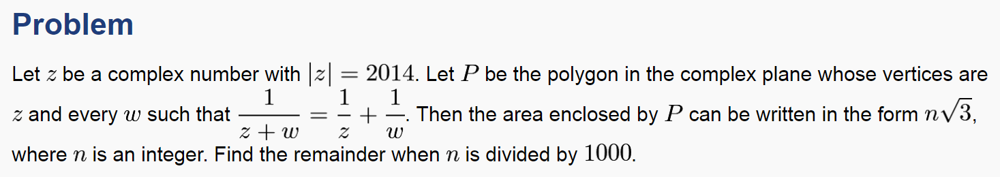 Problem
Let z be a complex number with |z| = 2014. Let P be the polygon in the complex plane whose vertices are
z and every w such that \frac{1}{z+w} = \frac{1}{z} + \frac{1}{w}. Then the area enclosed by P can be written in the form n√3,
where n is an integer. Find the remainder when n is divided by 1000.